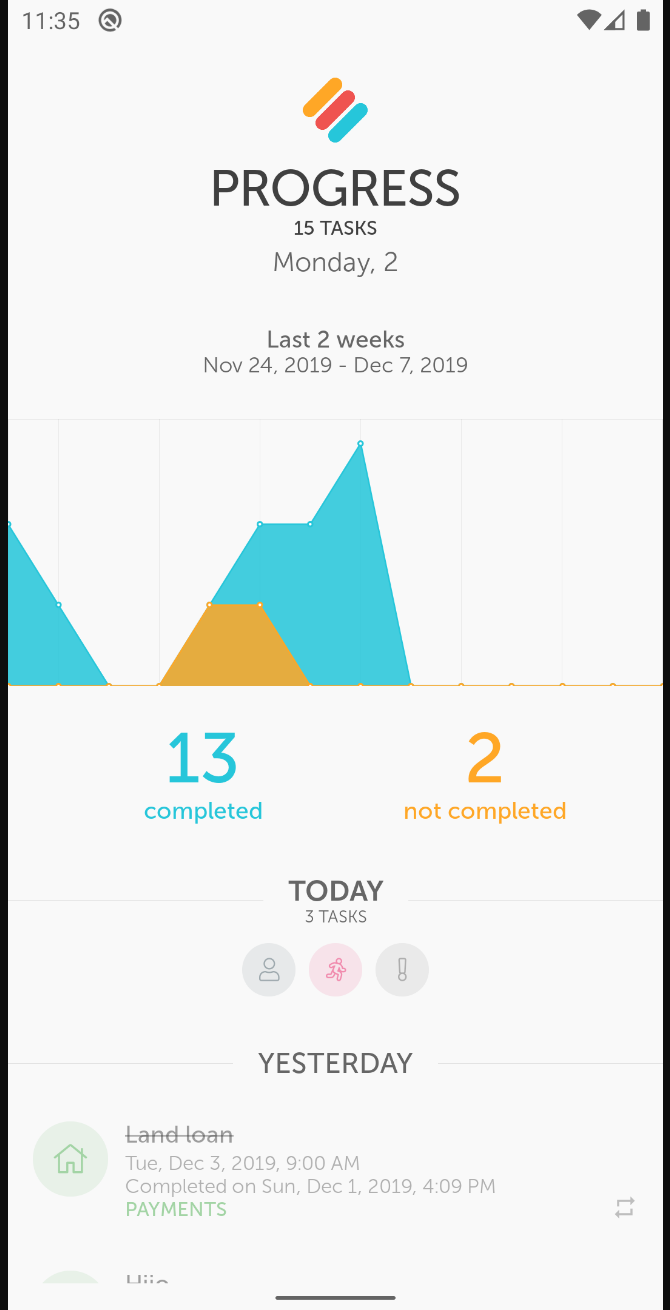 11:35
PROGRESS
15 TASKS
Monday, 2
Last 2 weeks
Nov 24, 2019 - Dec 7, 2019
13
completed
2
not completed
TODAY
3 TASKS
YESTERDAY
Land loan
Tue, Dec 3, 2019, 9:00 AM
Completed on Sun, Dec 1, 2019, 4:09 PM
PAYMENTS